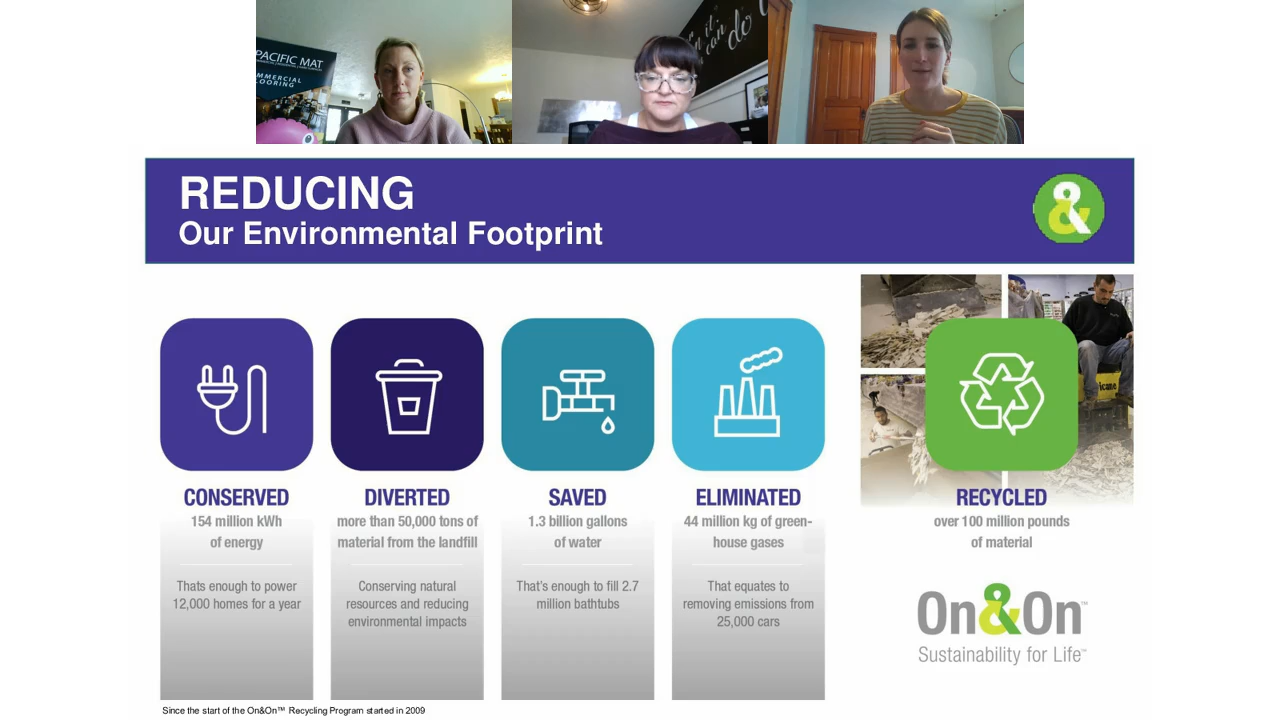 PACIFIC MAT
COMMERCIAL
FLOORING
n it,
can do
REDUCING
Our Environmental Footprint
&
icane
CONSERVED
154 million kWh
of energy
Thats enough to power
12,000 homes for a year
DIVERTED
more than 50,000 tons of
material from the landfill
Conserving natural
resources and reducing
environmental impacts
SAVED
1.3 billion gallons
of water
That's enough to fill 2.7
million bathtubs
ELIMINATED
44 million kg of green-
house gases
That equates to
removing emissions from
25,000 cars
RECYCLED
over 100 million pounds
of material
On&On™
Sustainability for Life™
Since the start of the On&On™ Recycling Program started in 2009